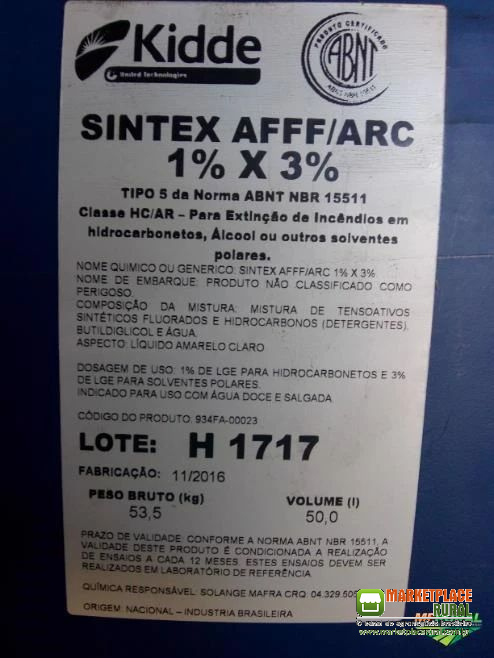 Kidde
United Technologies
PRODUTO CERTIFICADO
ABNT
SINTEX AFFF/ARC
1% X 3%
TIPO 5 da Norma ABNT NBR 15511
Classe HC/AR – Para Extinção de Incêndios em
hidrocarbonetos, Álcool ou outros solventes
polares.
NOME QUIMICO OU GENERICO: SINTEX AFFF/ARC 1% X 3%
NOME DE EMBARQUE: PRODUTO NÃO CLASSIFICADO COMO
PERIGOSO.
COMPOSIÇÃO DA MISTURA: MISTURA DE TENSOATIVOS
SINTÉTICOS FLUORADOS E HIDROCARBONOS (DETERGENTES),
BUTILDIGLICOL E ÁGUA.
ASPECTO: LÍQUIDO AMARELO CLARO
DOSAGEM DE USO: 1% DE LGE PARA HIDROCARBONETOS E 3%
DE LGE PARA SOLVENTES POLARES.
INDICADO PARA USO COM ÁGUA DOCE E SALGADA.
CÓDIGO DO PRODUTO: 934FA-00023
LOTE: H 1717
FABRICAÇÃO: 11/2016
PESO BRUTO (kg) VOLUME (l)
53,5 50,0
PRAZO DE VALIDADE: CONFORME A NORMA ABNT NBR 15511, A
VALIDADE DESTE PRODUTO É CONDICIONADA A REALIZAÇÃO
DE ENSAIOS A CADA 12 MESES. ESTES ENSAIOS DEVEM SER
REALIZADOS EM LABORATÓRIO DE REFERÊNCIA.
QUÍMICA RESPONSÁVEL: SOLANGE MAFRA CRQ: 04.329.505
ORIGEM: NACIONAL – INDUSTRIA BRASILEIRA
MARKETPLACE
RURAL